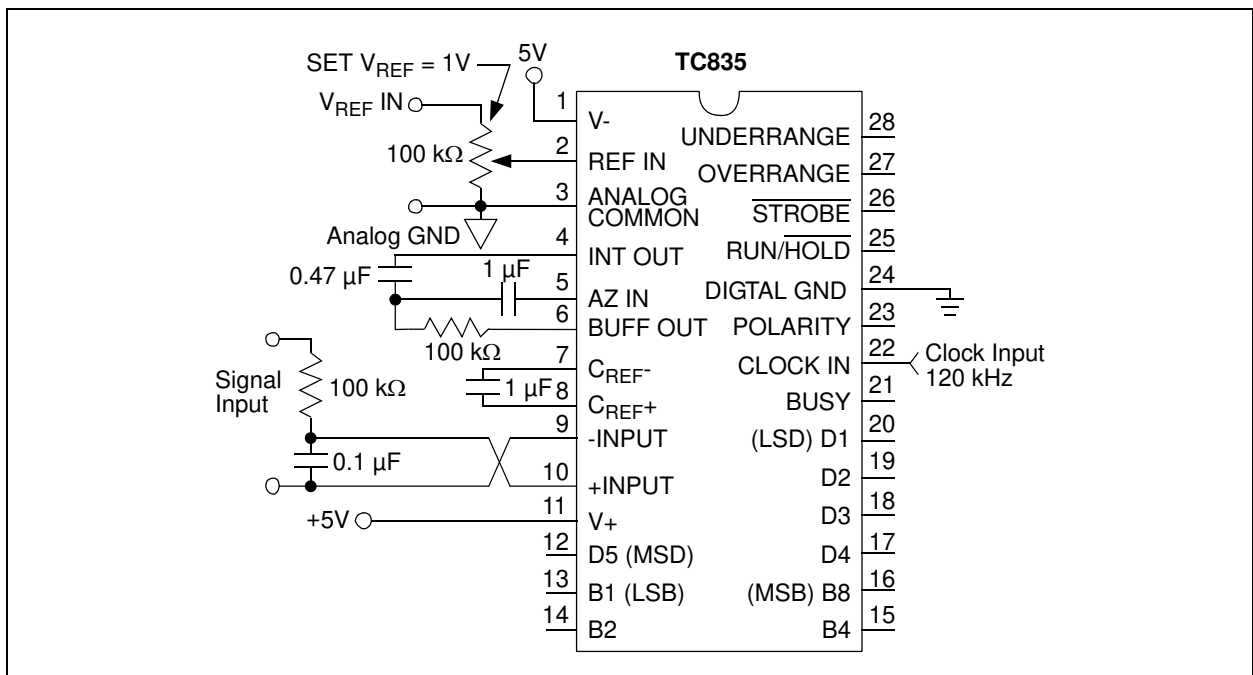 TC835
SET VREF = 1V
5V
VREF IN
100 kΩ
Analog GND
0.47 µF
1 µF
100 kΩ
1 µF
Signal
Input
100 kΩ
0.1 µF
+5V
1 V-
2 REF IN
3 ANALOG
COMMON
4 INT OUT
5 AZ IN
6 BUFF OUT
7 CREF-
8 CREF+
9 -INPUT
10 +INPUT
11 V+
12 D5 (MSD)
13 B1 (LSB)
14 B2
UNDERRANGE 28
OVERRANGE 27
STROBE 26
RUN/HOLD 25
DIGTAL GND 24
POLARITY 23
CLOCK IN 22
Clock Input
120 kHz
BUSY 21
(LSD) D1 20
D2 19
D3 18
D4 17
(MSB) B8 16
B4 15